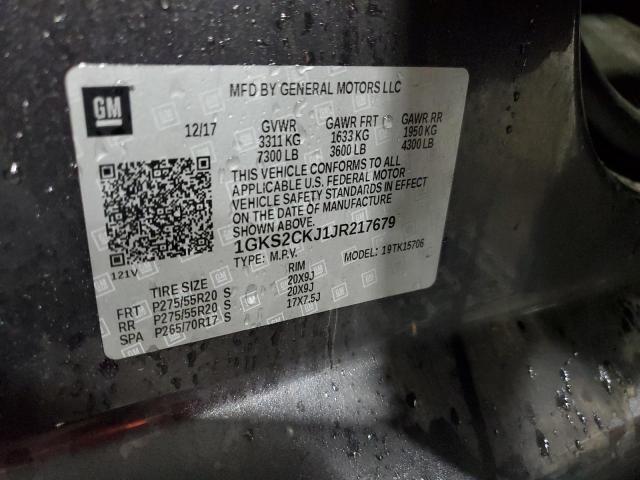 GM
MFD BY GENERAL MOTORS LLC
12/17 GVWR GAWR FRT GAWR RR
3311 KG 1633 KG 1950 KG
7300 LB 3600 LB 4300 LB
THIS VEHICLE CONFORMS TO ALL
APPLICABLE U.S. FEDERAL MOTOR
VEHICLE SAFETY STANDARDS IN EFFECT
ON THE DATE OF MANUFACTURE
SHOWN ABOVE.
1GKS2CKJ1JR217679
121V TYPE: M.P.V. MODEL: 19TK15706
TIRE SIZE RIM
FRT P275/55R20 S 20X9J
RR P275/55R20 S 20X9J
SPA P265/70R17 S 17X7.5J